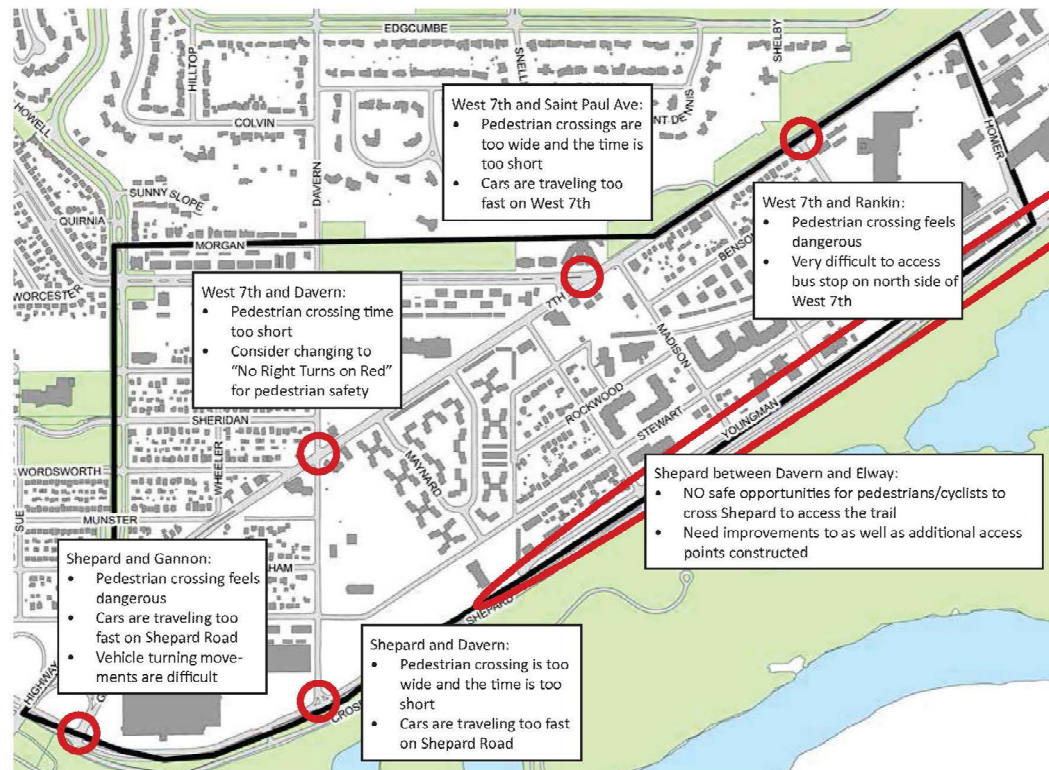 EDGCUMBE
HILLTOP
SNELL
SHELBY
HOWELL
COLVIN
DAVERN
NT DENNIS
West 7th and Saint Paul Ave:
• Pedestrian crossings are
too wide and the time is
too short
• Cars are traveling too
fast on West 7th
HOMER
SUNNY SLOPE
QUIRNIA
MORGAN
WORCESTER
BENSON
7TH
MADISON
West 7th and Rankin:
• Pedestrian crossing feels
dangerous
• Very difficult to access
bus stop on north side of
West 7th
West 7th and Davern:
• Pedestrian crossing time
too short
• Consider changing to
“No Right Turns on Red”
for pedestrian safety
SHERIDAN
WHEELER
WORDSWORTH
SUE
MUNSTER
MAYNARD
ROCKWOOD
STEWART
YOUNGMAN
Shepard between Davern and Elway:
• NO safe opportunities for pedestrians/cyclists to
cross Shepard to access the trail
• Need improvements to as well as additional access
points constructed
Shepard and Gannon:
• Pedestrian crossing feels
dangerous
• Cars are traveling too
fast on Shepard Road
• Vehicle turning move-
ments are difficult
HAM
SHEPARD
HIGHWAY
G
CROS
Shepard and Davern:
• Pedestrian crossing is too
wide and the time is too
short
• Cars are traveling too fast
on Shepard Road